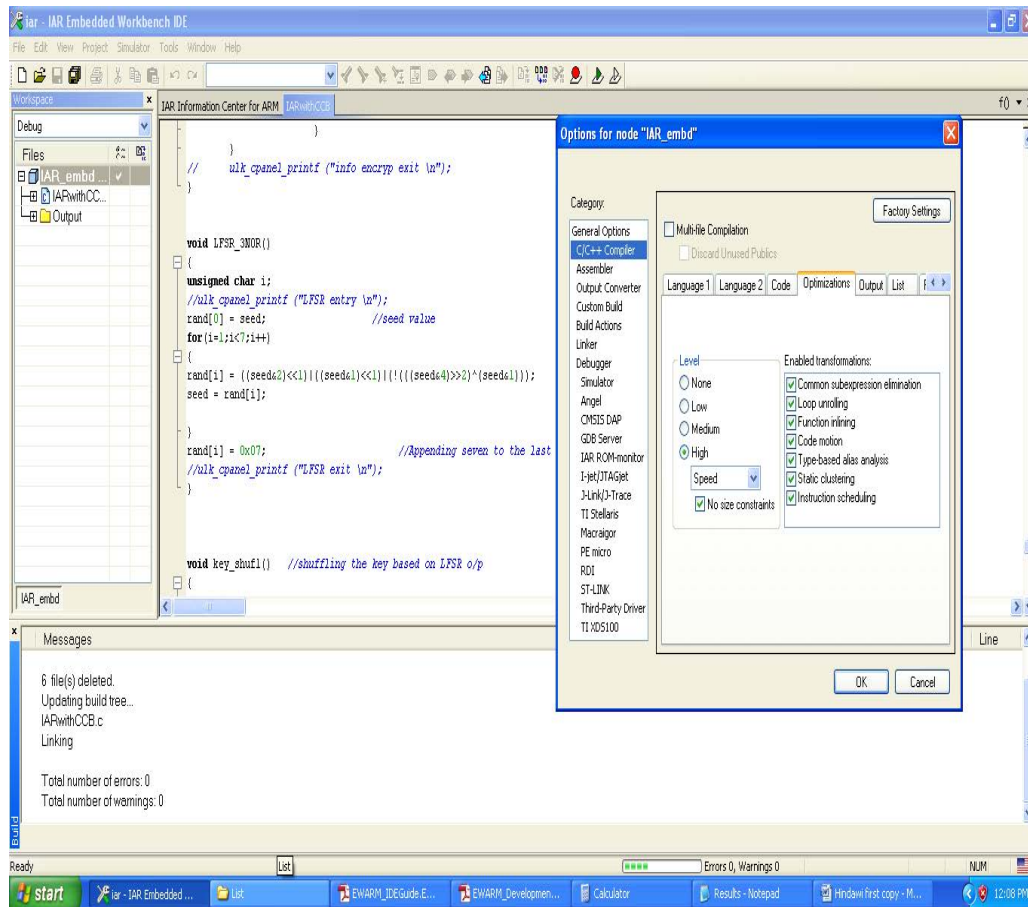 iar - IAR Embedded Workbench IDE
File Edit View Project Simulator Tools Window Help
Workspace
Debug
Files
IAR_embd ...
IARwithCC...
Output
IAR_embd
IAR Information Center for ARM IARwithCCB
f()
}
}
// ulk_cpanel_printf ("info encryp exit \n");
}
void LFSR_3NOR()
{
unsigned char i;
//ulk_cpanel_printf ("LFSR entry \n");
rand[0] = seed; //seed value
for(i=1;i<7;i++)
{
rand[i] = ((seed&2)<<1)|((seed&1)<<1)|(!(((seed&4)>>2)^(seed&1)));
seed = rand[i];
}
rand[i] = 0x07; //Appending seven to the last
//ulk_cpanel_printf ("LFSR exit \n");
}
void key_shufl() //shuffling the key based on LFSR o/p
{
Options for node "IAR_embd"
Category:
General Options
C/C++ Compiler
Assembler
Output Converter
Custom Build
Build Actions
Linker
Debugger
Simulator
Angel
CMSIS DAP
GDB Server
IAR ROM-monitor
I-jet/JTAGjet
J-Link/J-Trace
TI Stellaris
Macraigor
PE micro
RDI
ST-LINK
Third-Party Driver
TI XDS100
Factory Settings
Multi-file Compilation
Discard Unused Publics
Language 1 Language 2 Code Optimizations Output List
Level
None
Low
Medium
High
Speed
No size constraints
Enabled transformations:
Common subexpression elimination
Loop unrolling
Function inlining
Code motion
Type-based alias analysis
Static clustering
Instruction scheduling
OK Cancel
Messages Line
6 file(s) deleted.
Updating build tree...
IARwithCCB.c
Linking
Total number of errors: 0
Total number of warnings: 0
Build
Ready List Errors 0, Warnings 0 NUM
start iar - IAR Embedded ... List EWARM_IDEGuide.E... EWARM_Developmen... Calculator Results - Notepad Hindawi first copy - M... 12:08 PM